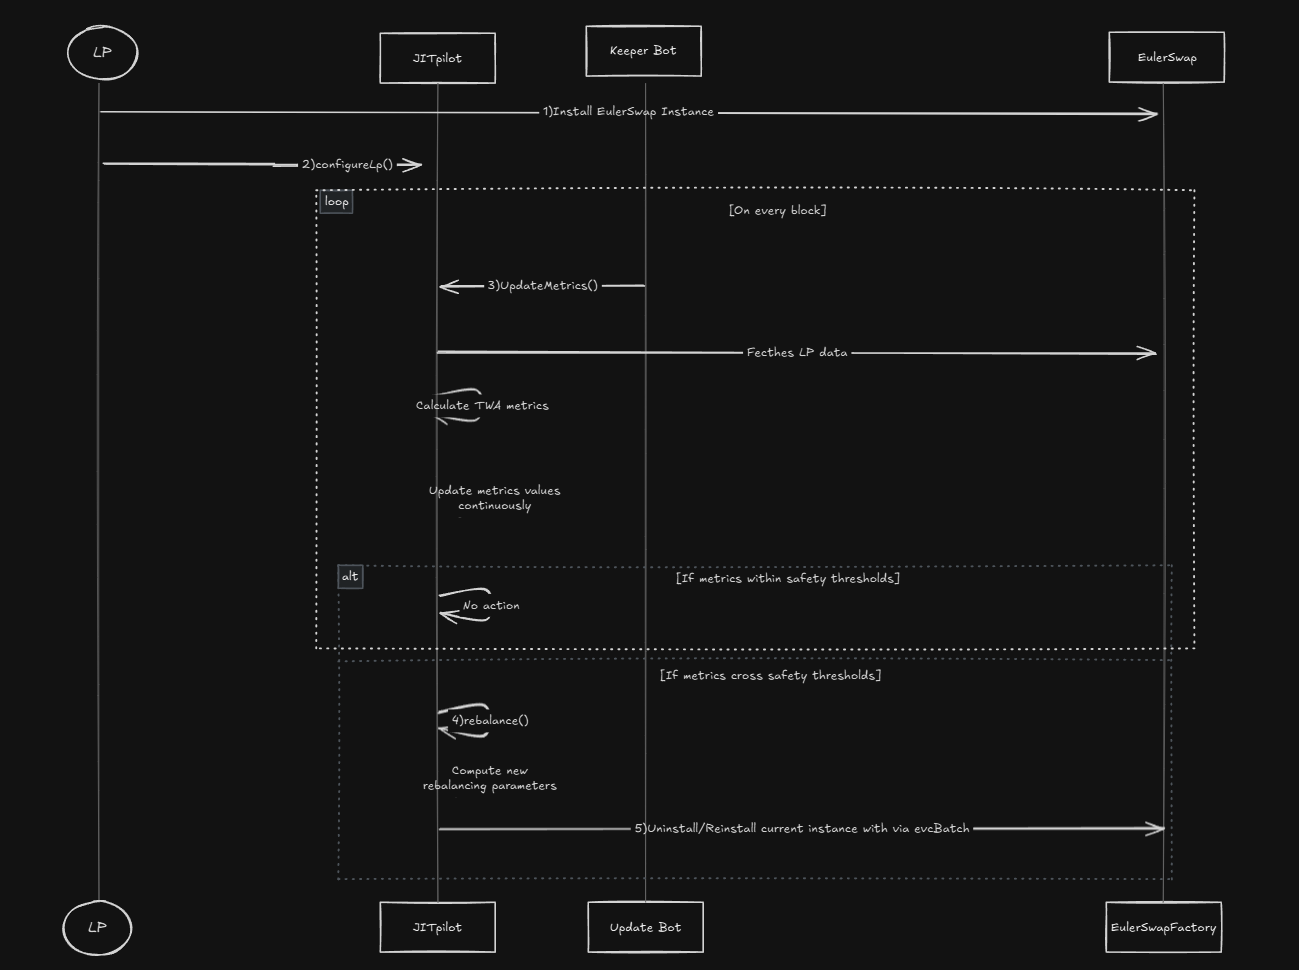 LP
JITpilot
Keeper Bot
EulerSwap
1)Install EulerSwap Instance
2)configureLp()
loop
[On every block]
3)UpdateMetrics()
Fecthes LP data
Calculate TWA metrics
Update metrics values
continuously
alt
[If metrics within safety thresholds]
No action
[If metrics cross safety thresholds]
4)rebalance()
Compute new
rebalancing parameters
5)Uninstall/Reinstall current instance with via evcBatch
LP
JITpilot
Update Bot
EulerSwapFactory